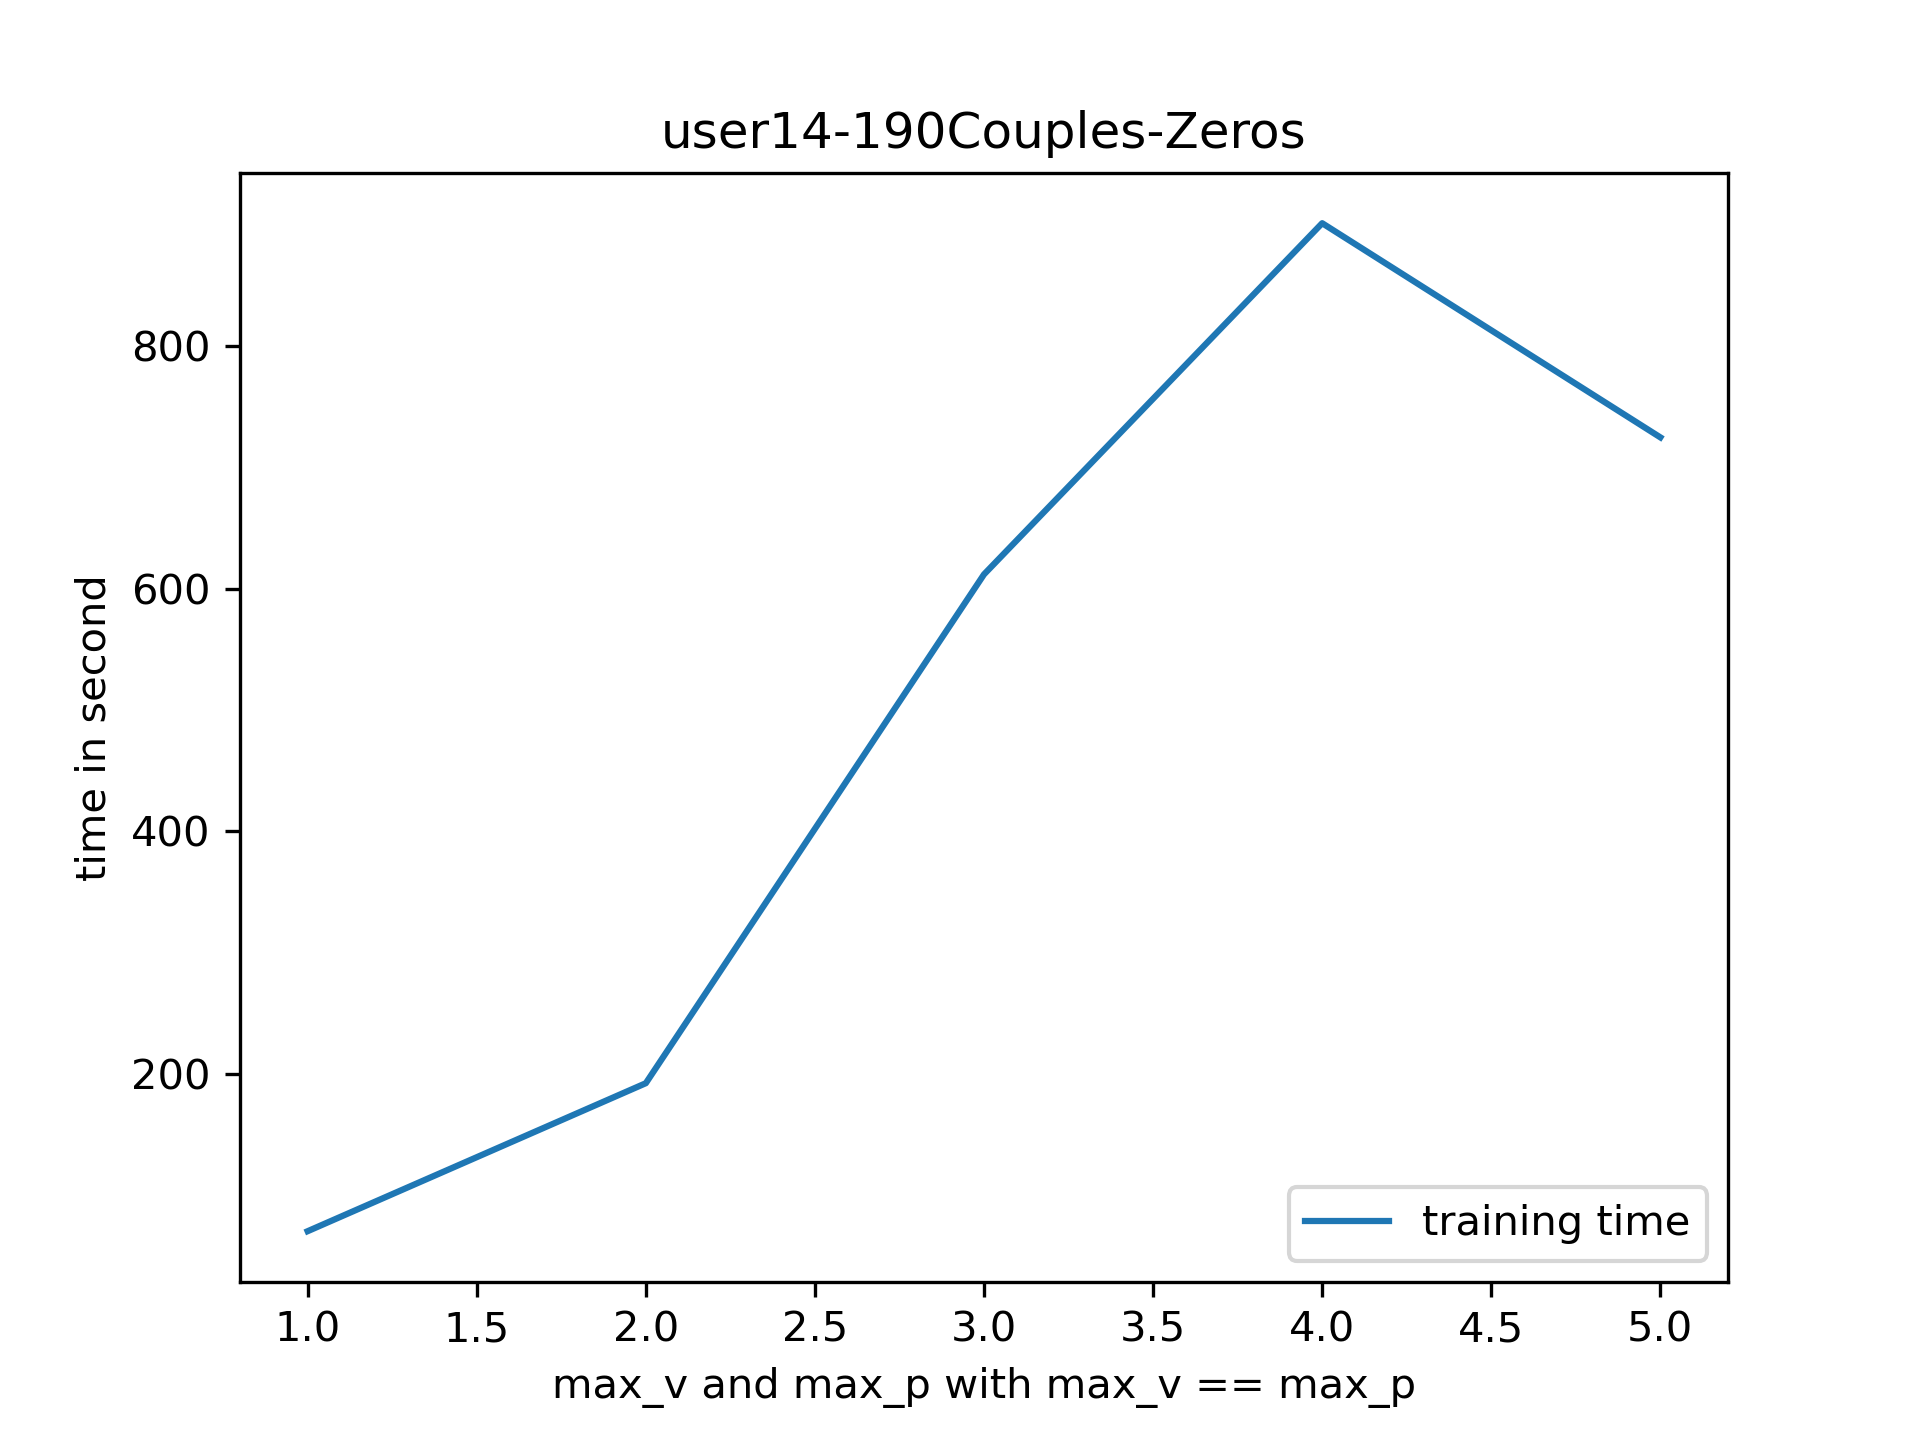 user14-190Couples-Zeros
800
600
400
200
time in second
training time
1.0 1.5 2.0 2.5 3.0 3.5 4.0 4.5 5.0
max_v and max_p with max_v == max_p